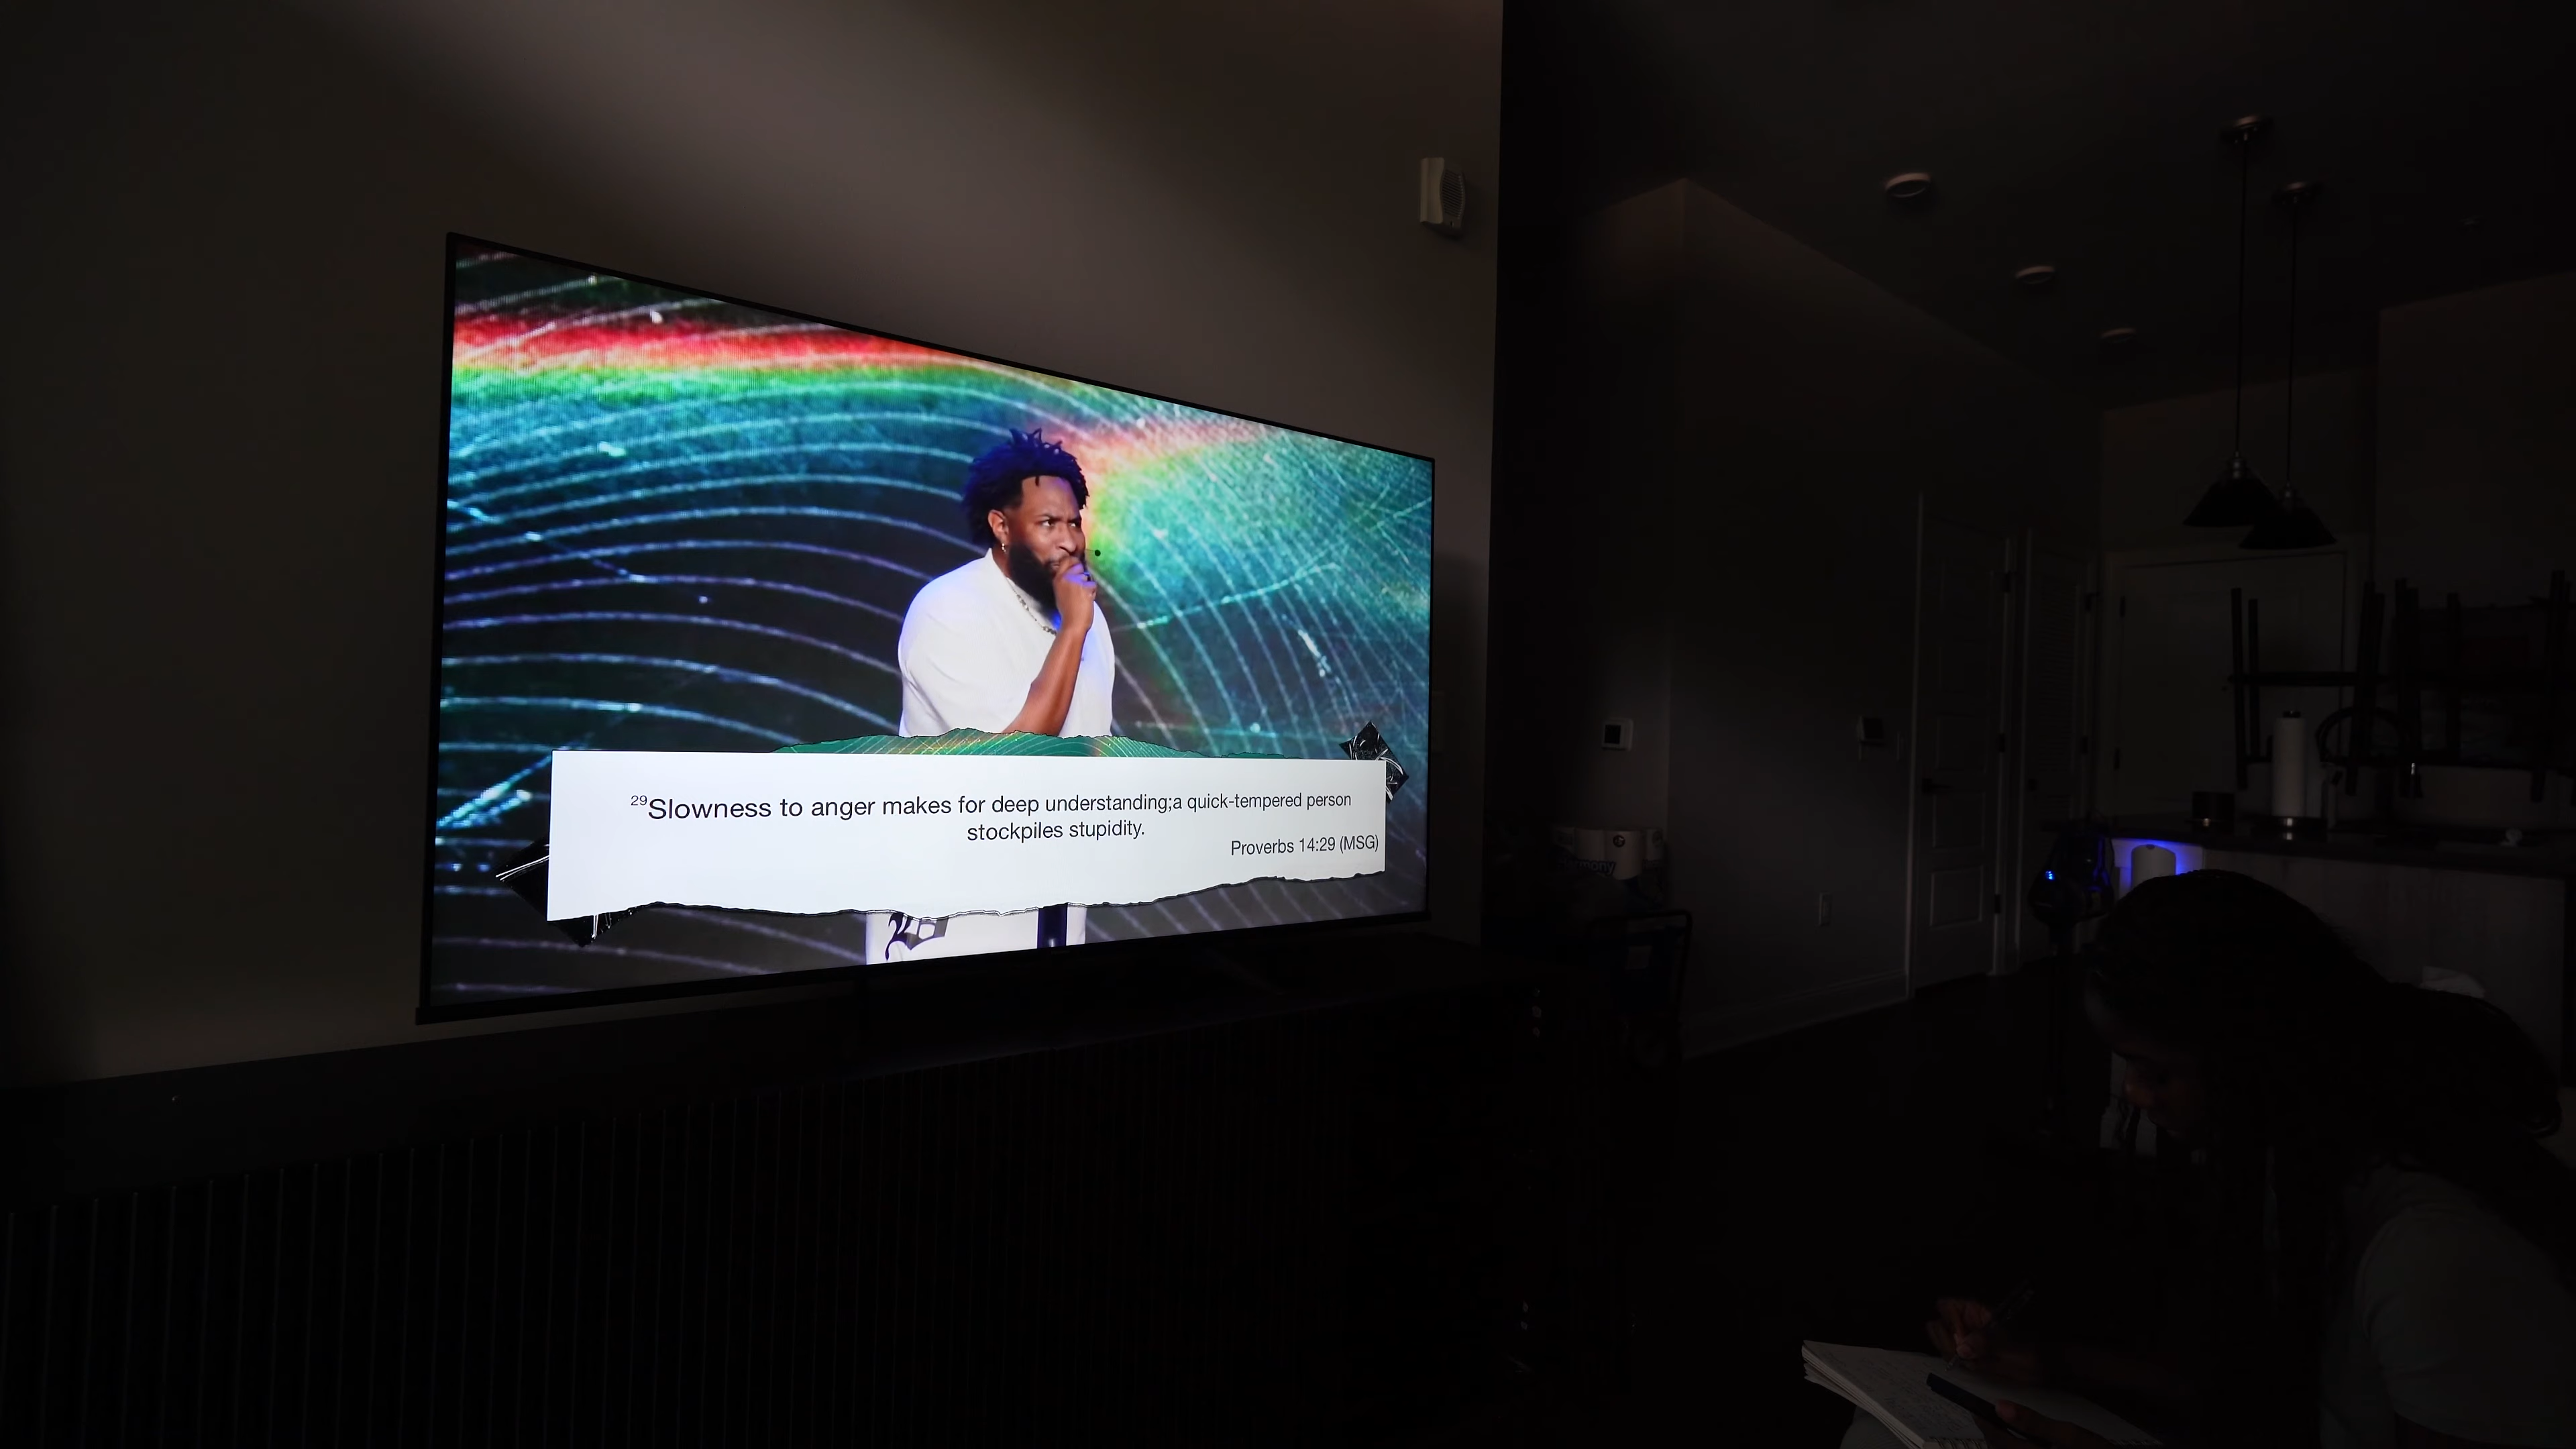 ²⁹Slowness to anger makes for deep understanding;a quick-tempered person
stockpiles stupidity.
Proverbs 14:29 (MSG)